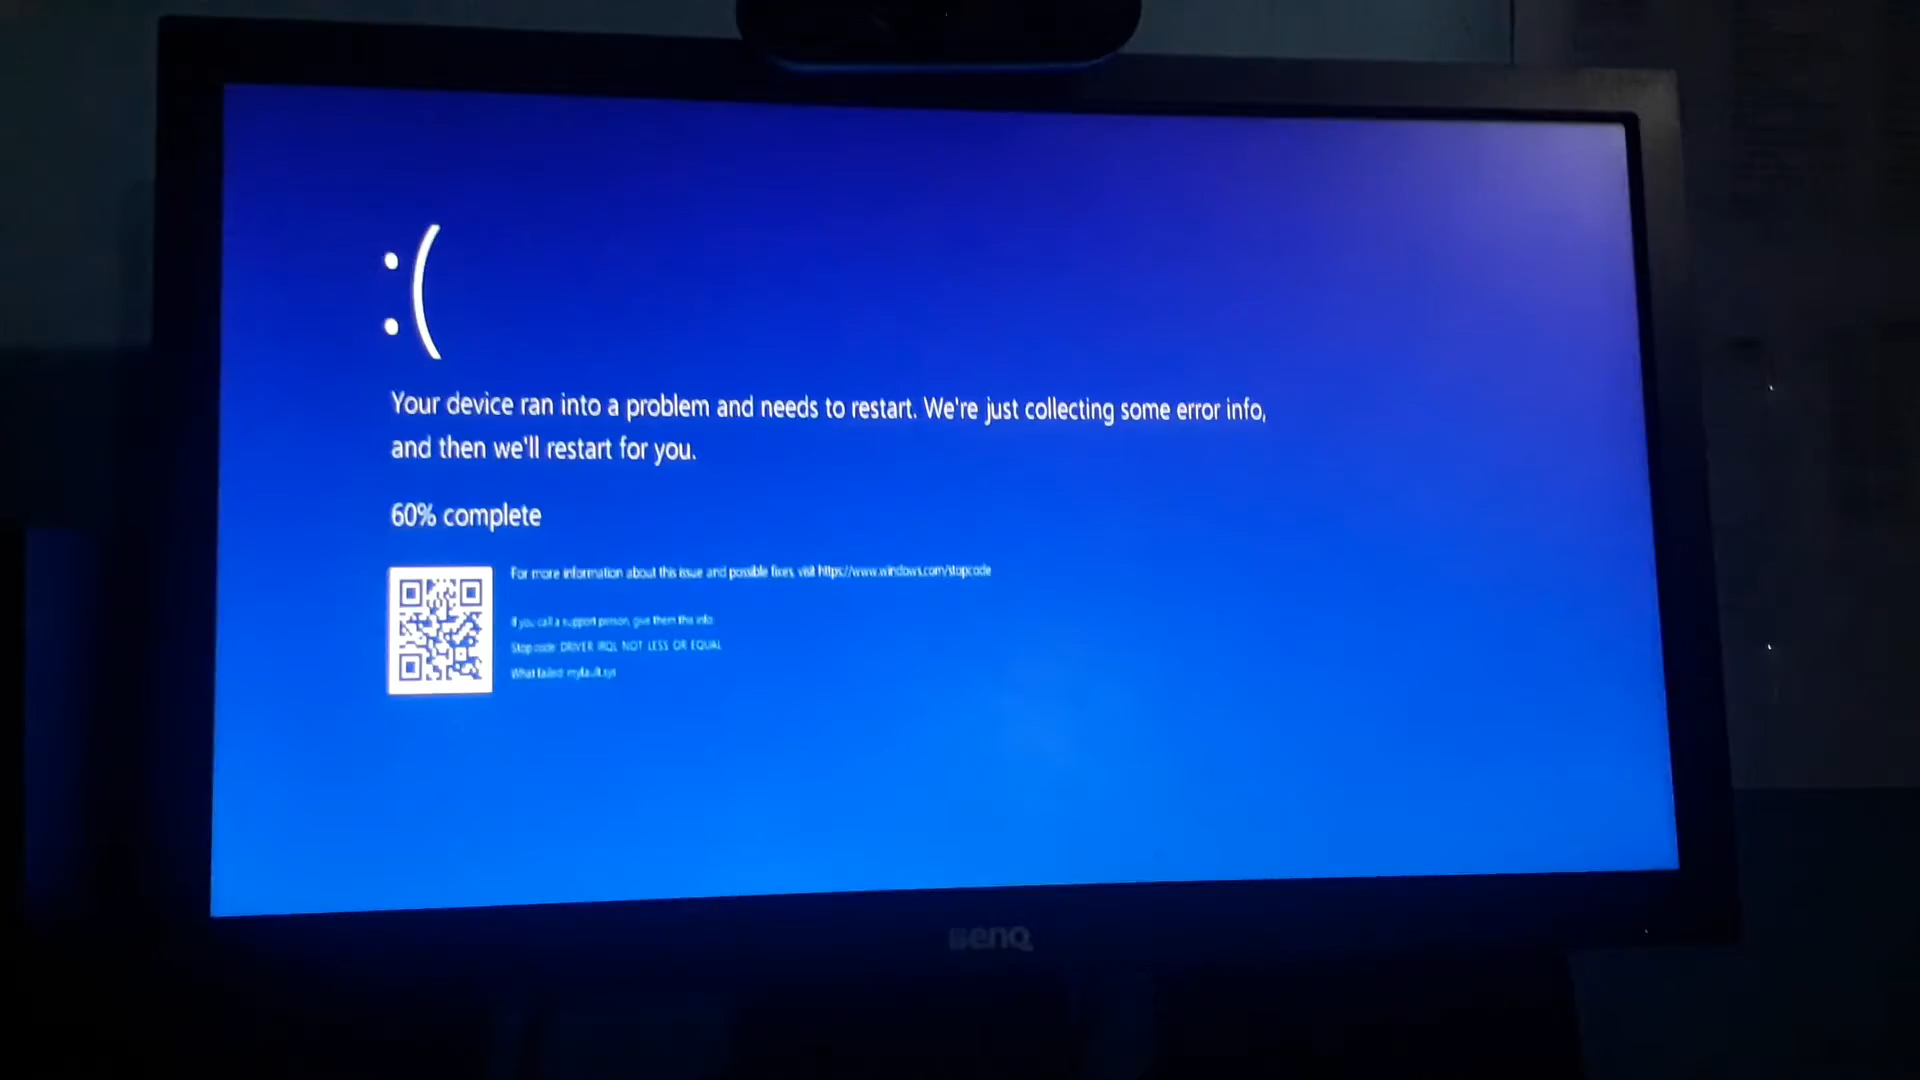 :(
Your device ran into a problem and needs to restart. We're just collecting some error info,
and then we'll restart for you.
60% complete
For more information about this issue and possible fixes, visit https://www.windows.com/stopcode
If you call a support person, give them this info:
Stop code: DRIVER IRQL NOT LESS OR EQUAL
What failed: myfault.sys
BenQ